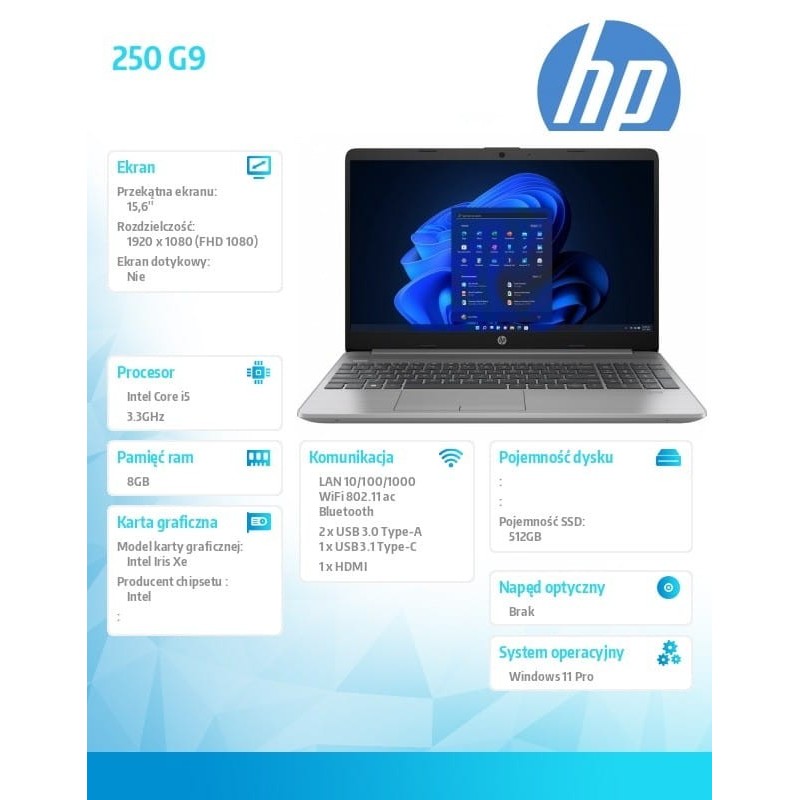 250 G9
hp
Ekran
Przekątna ekranu:
15,6"
Rozdzielczość:
1920 x 1080 (FHD 1080)
Ekran dotykowy:
Nie
Procesor
Intel Core i5
3.3GHz
Pamięć ram
8GB
Karta graficzna
Model karty graficznej:
Intel Iris Xe
Producent chipsetu :
Intel
:
Komunikacja
LAN 10/100/1000
WiFi 802.11 ac
Bluetooth
2 x USB 3.0 Type-A
1 x USB3.1 Type-C
1 x HDMI
Pojemność dysku
:
:
Pojemność SSD:
512GB
Napęd optyczny
Brak
System operacyjny
Windows 11 Pro